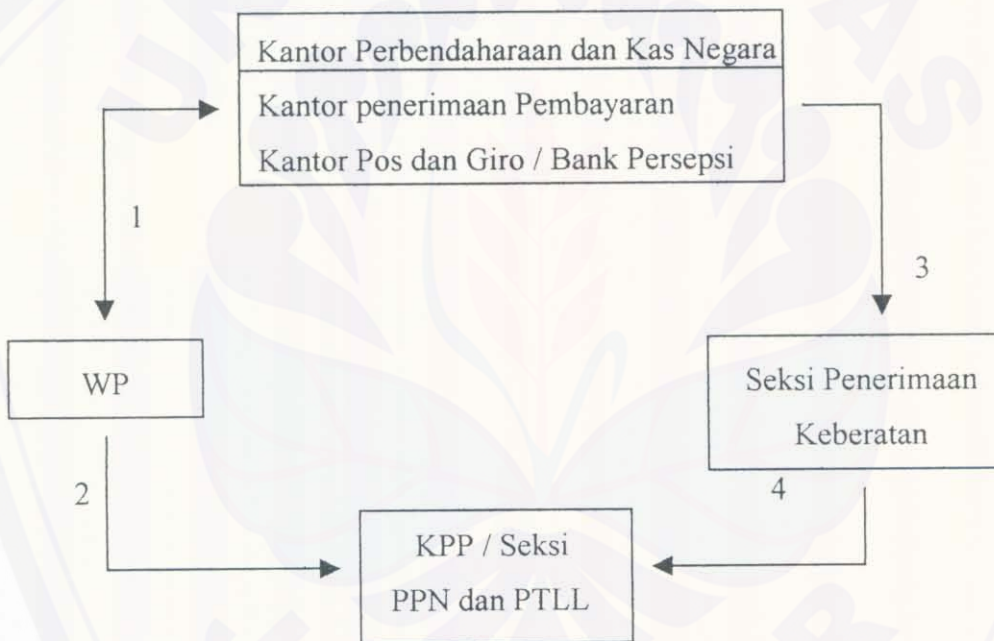 Kantor Perbendaharaan dan Kas Negara
Kantor penerimaan Pembayaran
Kantor Pos dan Giro / Bank Persepsi
1
3
WP
Seksi Penerimaan
Keberatan
2
4
KPP / Seksi
PPN dan PTLL